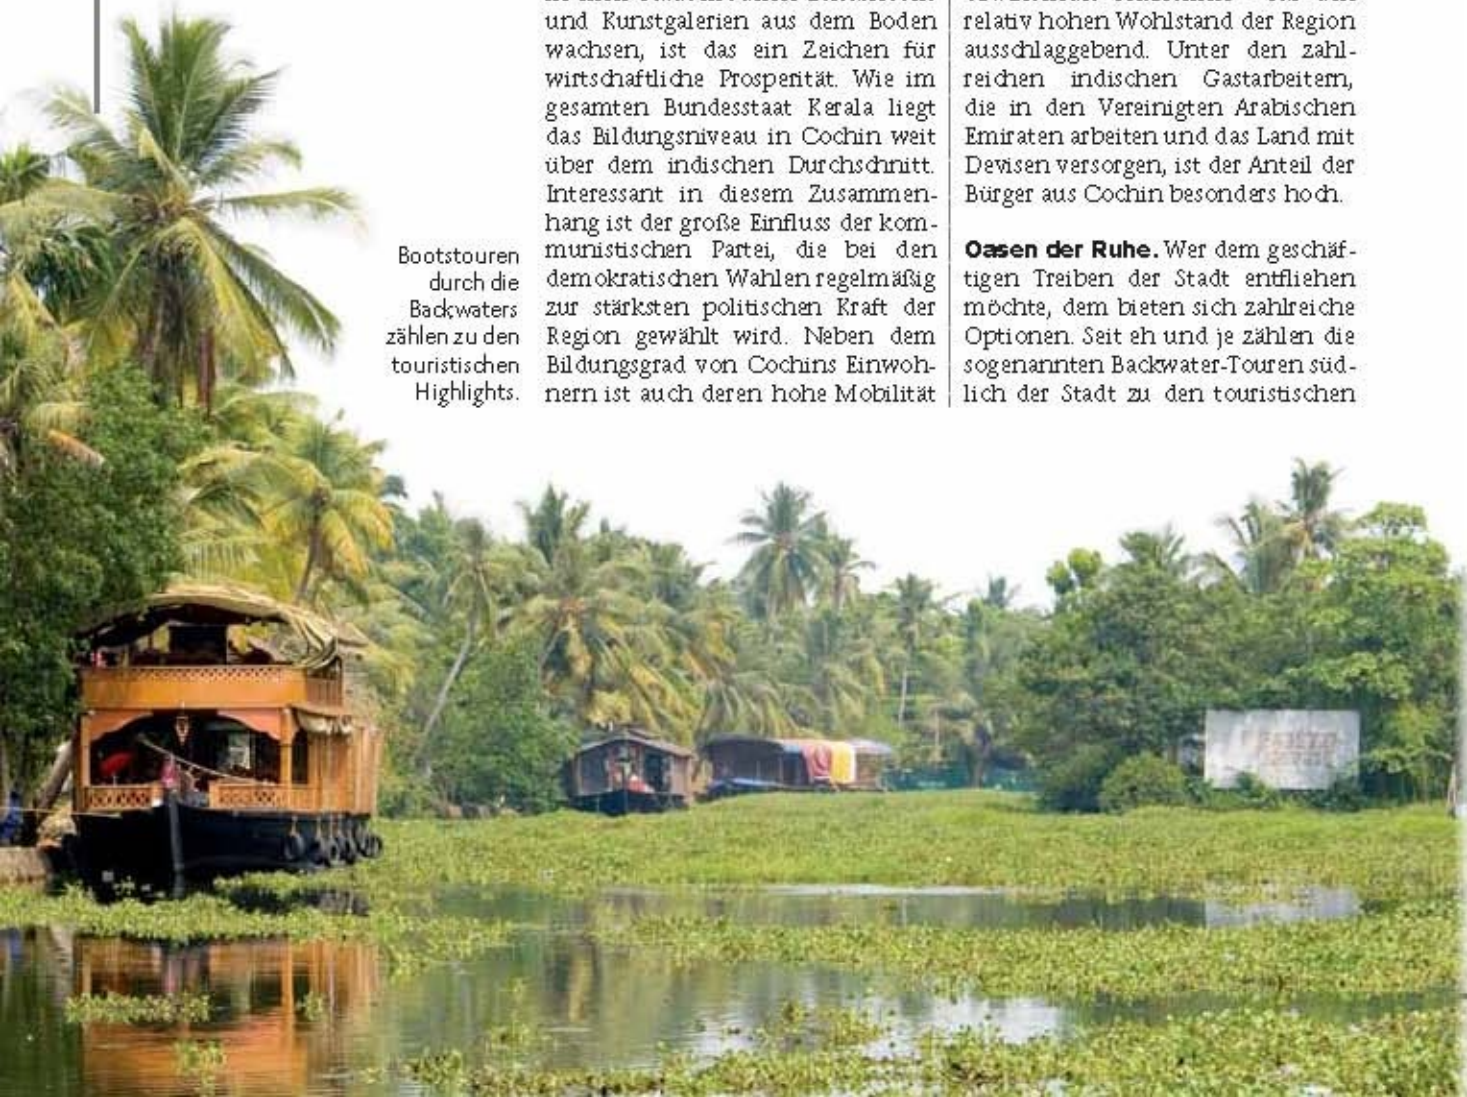 Bootstouren
durch die
Backwaters
zählen zu den
touristischen
Highlights.
und Kunstgalerien aus dem Boden
wachsen, ist das ein Zeichen für
wirtschaftliche Prosperität. Wie im
gesamten Bundesstaat Kerala liegt
das Bildungsniveau in Cochin weit
über dem indischen Durchschnitt.
Interessant in diesem Zusammen-
hang ist der große Einfluss der kom-
munistischen Partei, die bei den
demokratischen Wahlen regelmäßig
zur stärksten politischen Kraft der
Region gewählt wird. Neben dem
Bildungsgrad von Cochins Einwoh-
nern ist auch deren hohe Mobilität
relativ hohen Wohlstand der Region
ausschlaggebend. Unter den zahl-
reichen indischen Gastarbeitern,
die in den Vereinigten Arabischen
Emiraten arbeiten und das Land mit
Devisen versorgen, ist der Anteil der
Bürger aus Cochin besonders hoch.
Oasen der Ruhe. Wer dem geschäf-
tigen Treiben der Stadt entfliehen
möchte, dem bieten sich zahlreiche
Optionen. Seit eh und je zählen die
sogenannten Backwater-Touren süd-
lich der Stadt zu den touristischen